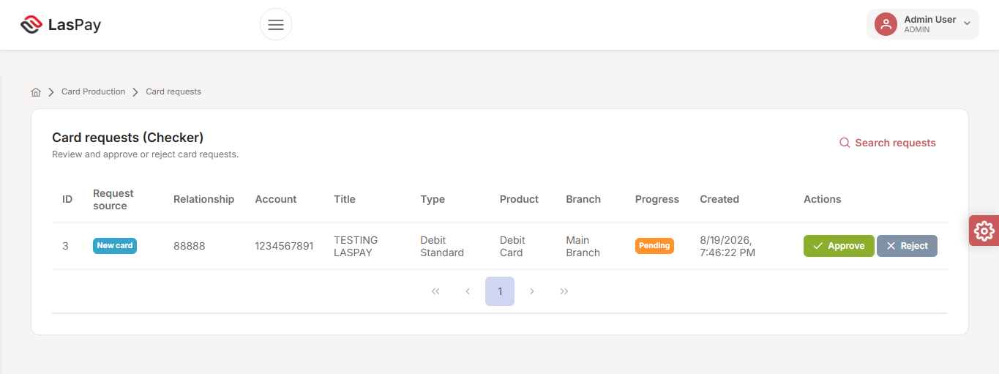 LasPay
Admin User
ADMIN
Card Production
Card requests
Card requests (Checker)
Review and approve or reject card requests.
Search requests
ID
Request
source
Relationship
Account
Title
Type
Product
Branch
Progress
Created
Actions
3
New card
88888
1234567891
TESTING
LASPAY
Debit
Standard
Debit
Card
Main
Branch
Pending
8/19/2026,
7:46:22 PM
Approve
Reject
1